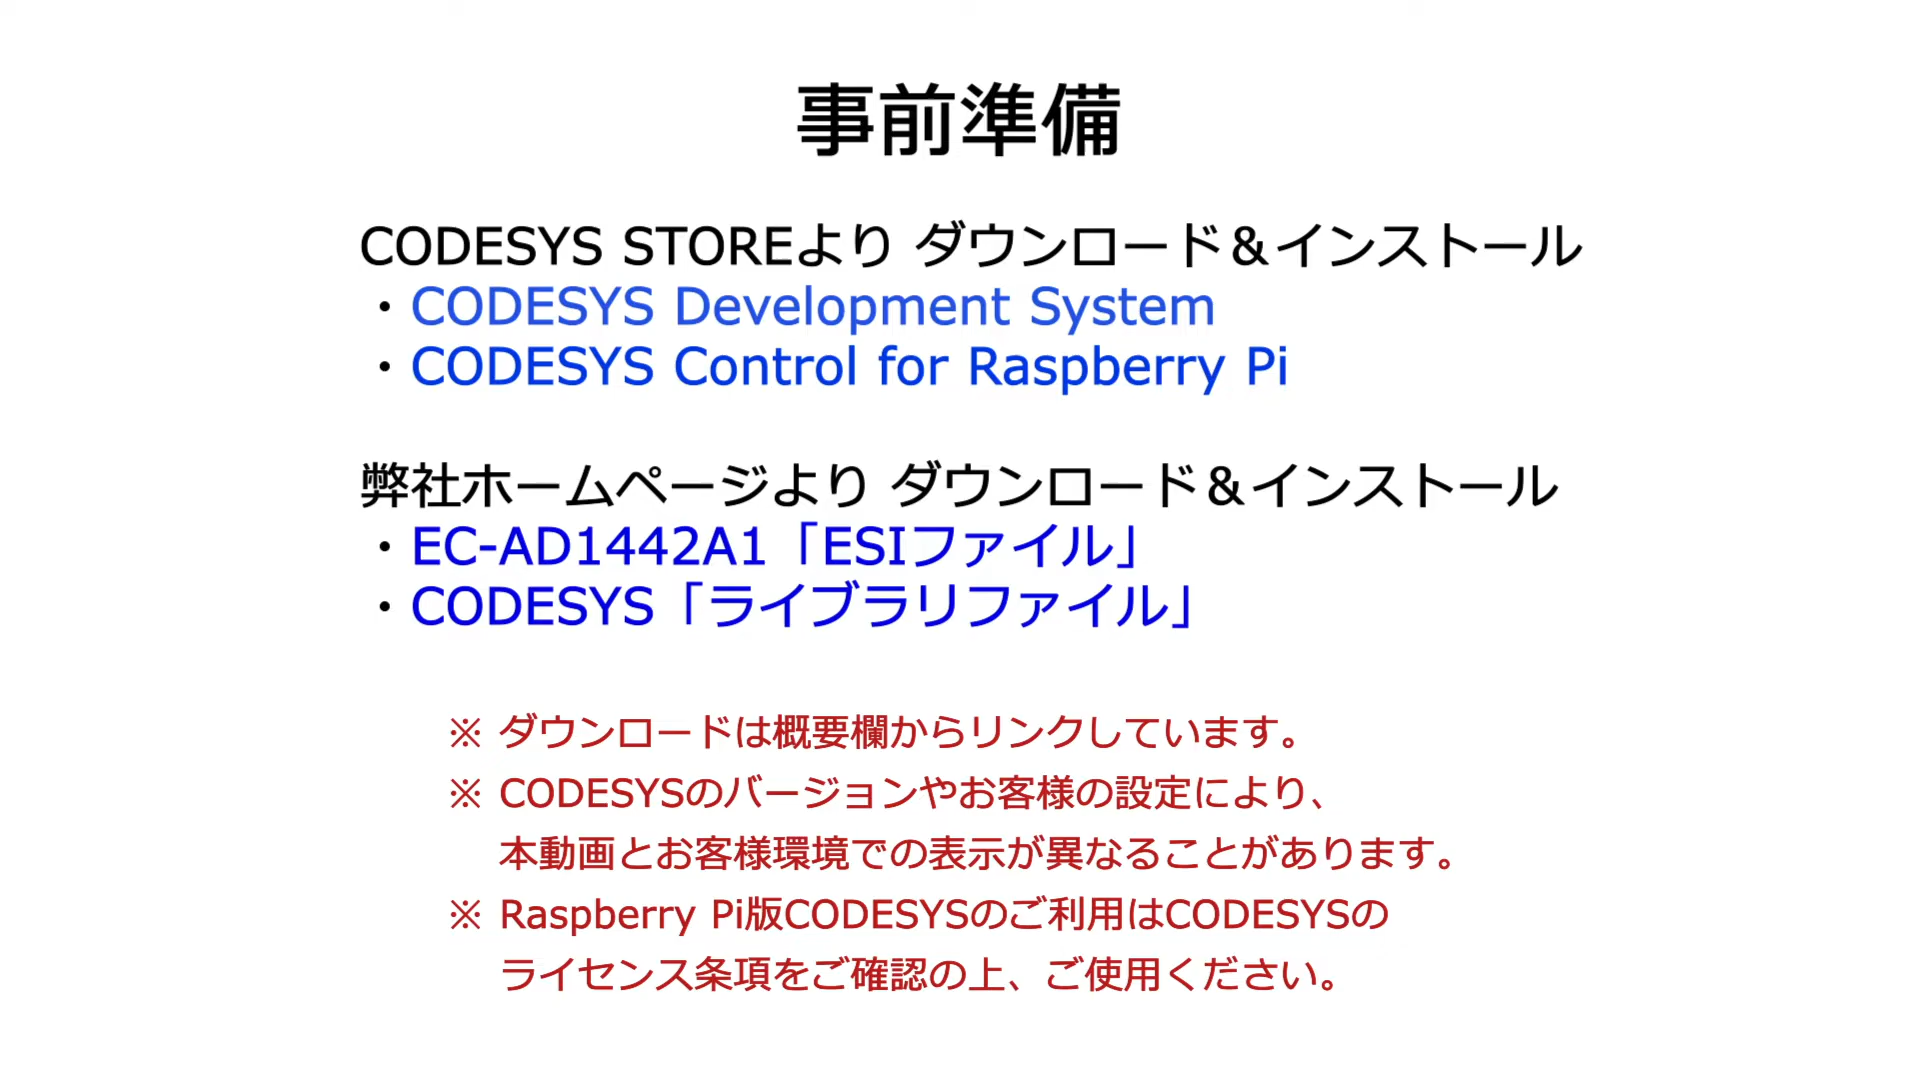 事前準備
CODESYS STOREより ダウンロード＆インストール
・CODESYS Development System
・CODESYS Control for Raspberry Pi
弊社ホームページより ダウンロード＆インストール
・EC-AD1442A1「ESIファイル」
・CODESYS「ライブラリファイル」
※ ダウンロードは概要欄からリンクしています。
※ CODESYSのバージョンやお客様の設定により、
本動画とお客様環境での表示が異なることがあります。
※ Raspberry Pi版CODESYSのご利用はCODESYSの
ライセンス条項をご確認の上、ご使用ください。